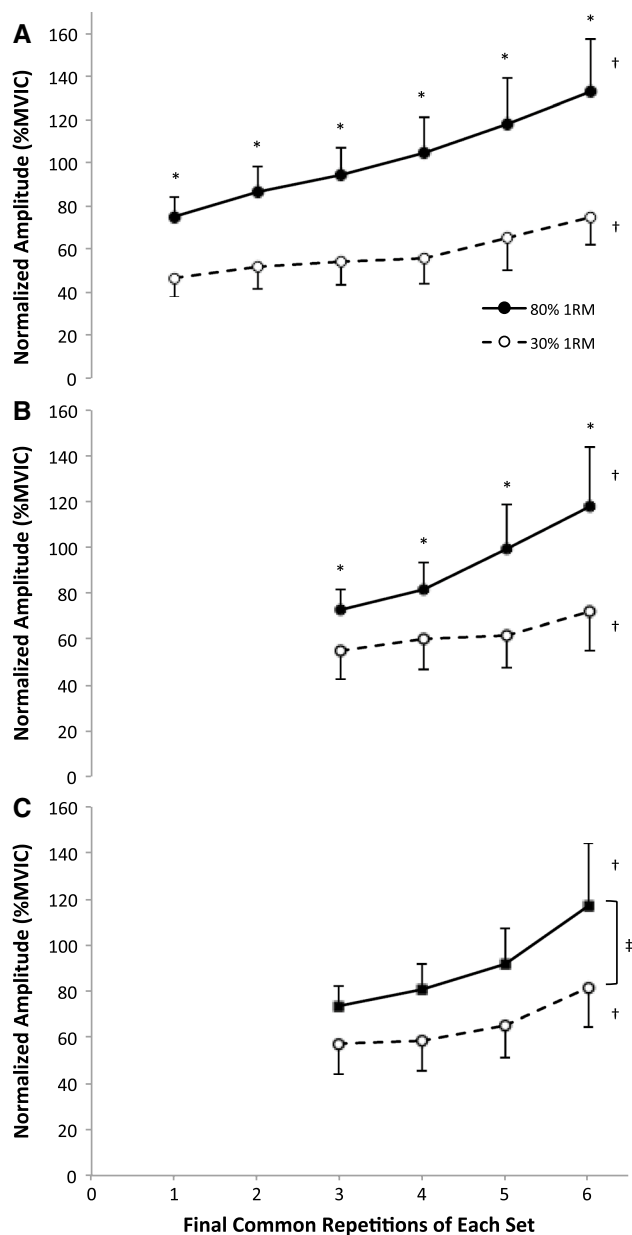 A
Normalized Amplitude (%MVIC)
160
140
120
100
80
60
40
20
0
* * * * * *
†
†
80% 1RM
30% 1RM
B
Normalized Amplitude (%MVIC)
160
140
120
100
80
60
40
20
0
* * * *
†
†
C
Normalized Amplitude (%MVIC)
160
140
120
100
80
60
40
20
0
†
‡
†
0 1 2 3 4 5 6
Final Common Repetitions of Each Set